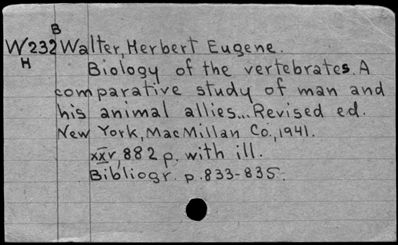 B
W232 Walter, Herbert Eugene.
H
Biology of the vertebrates. A
comparative study of man and
his animal allies... Revised ed.
New York, MacMillan Co., 1941.
xxv, 882 p. with ill.
Bibliogr. p. 833-835.